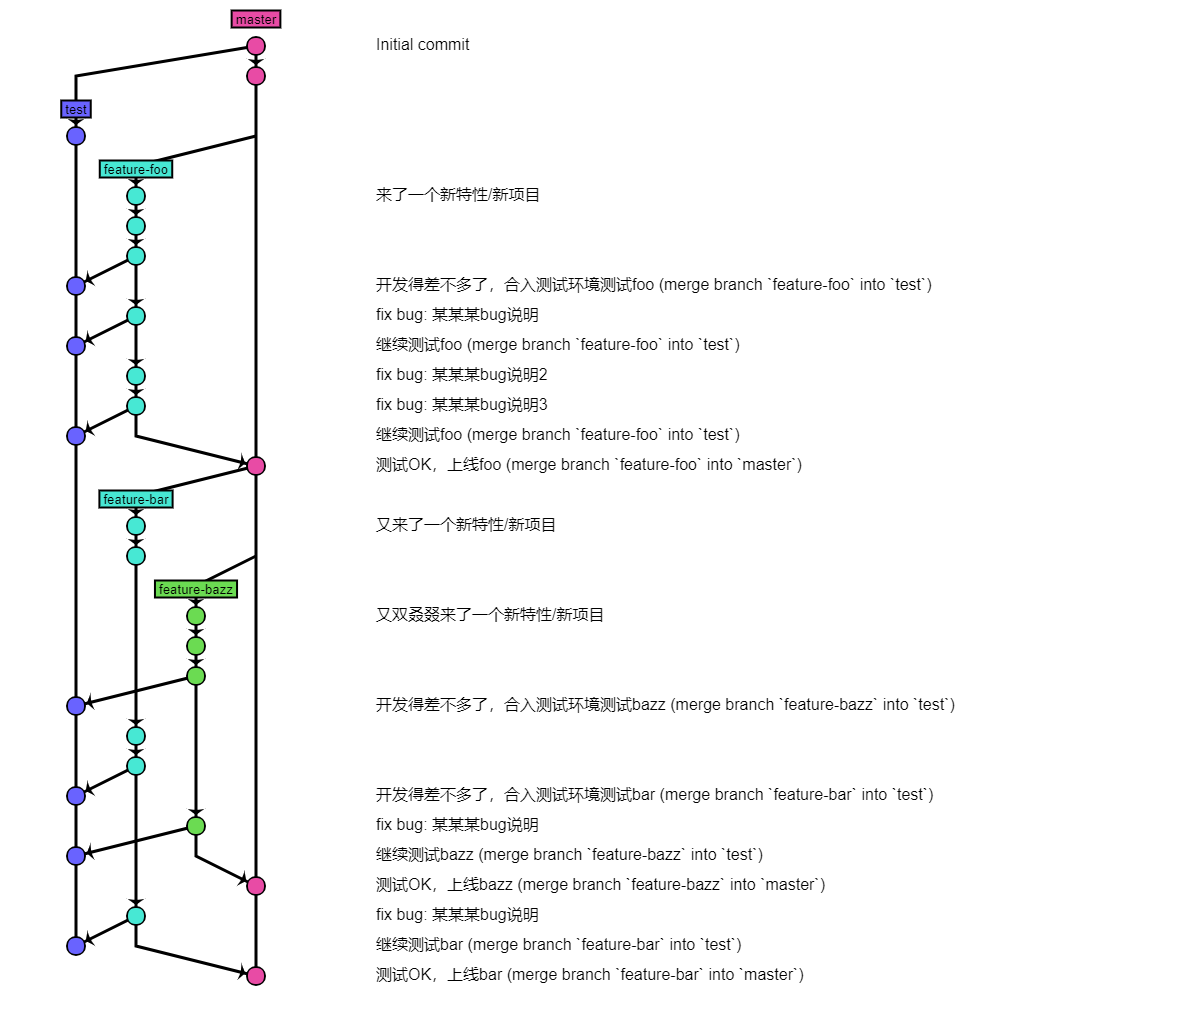 master
Initial commit
test
feature-foo
来了一个新特性/新项目
开发得差不多了，合入测试环境测试foo (merge branch `feature-foo` into `test`)
fix bug: 某某某bug说明
继续测试foo (merge branch `feature-foo` into `test`)
fix bug: 某某某bug说明2
fix bug: 某某某bug说明3
继续测试foo (merge branch `feature-foo` into `test`)
测试OK，上线foo (merge branch `feature-foo` into `master`)
feature-bar
又来了一个新特性/新项目
feature-bazz
又双叒叕来了一个新特性/新项目
开发得差不多了，合入测试环境测试bazz (merge branch `feature-bazz` into `test`)
开发得差不多了，合入测试环境测试bar (merge branch `feature-bar` into `test`)
fix bug: 某某某bug说明
继续测试bazz (merge branch `feature-bazz` into `test`)
测试OK，上线bazz (merge branch `feature-bazz` into `master`)
fix bug: 某某某bug说明
继续测试bar (merge branch `feature-bar` into `test`)
测试OK，上线bar (merge branch `feature-bar` into `master`)